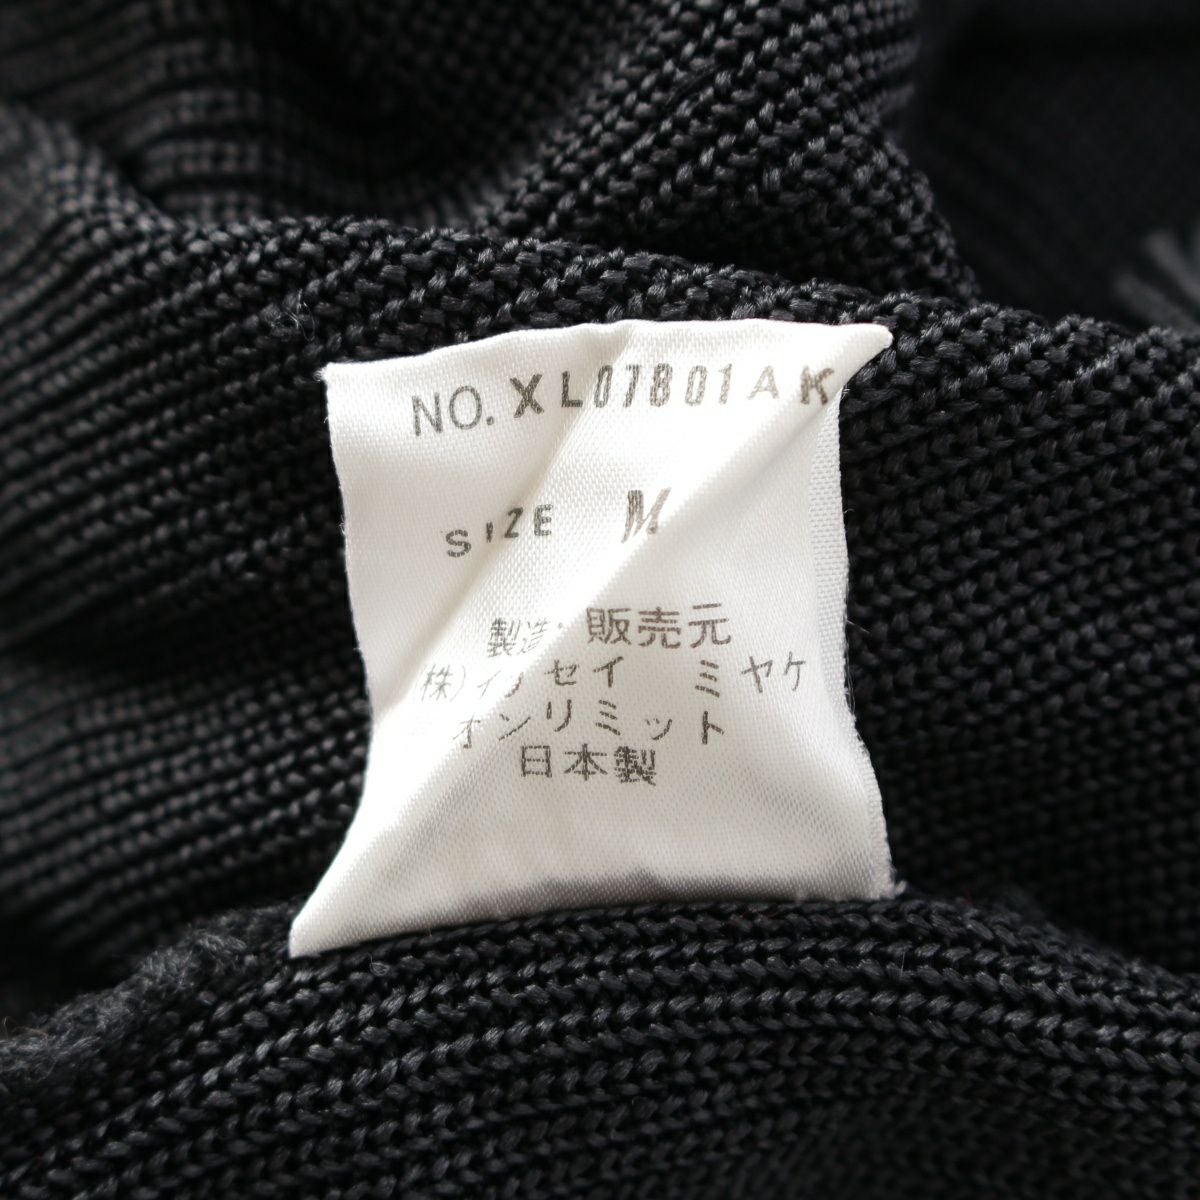 NO. XL07801AK
SIZE M
製造・販売元
(株)イッセイ ミヤケ
オンリミット
日本製